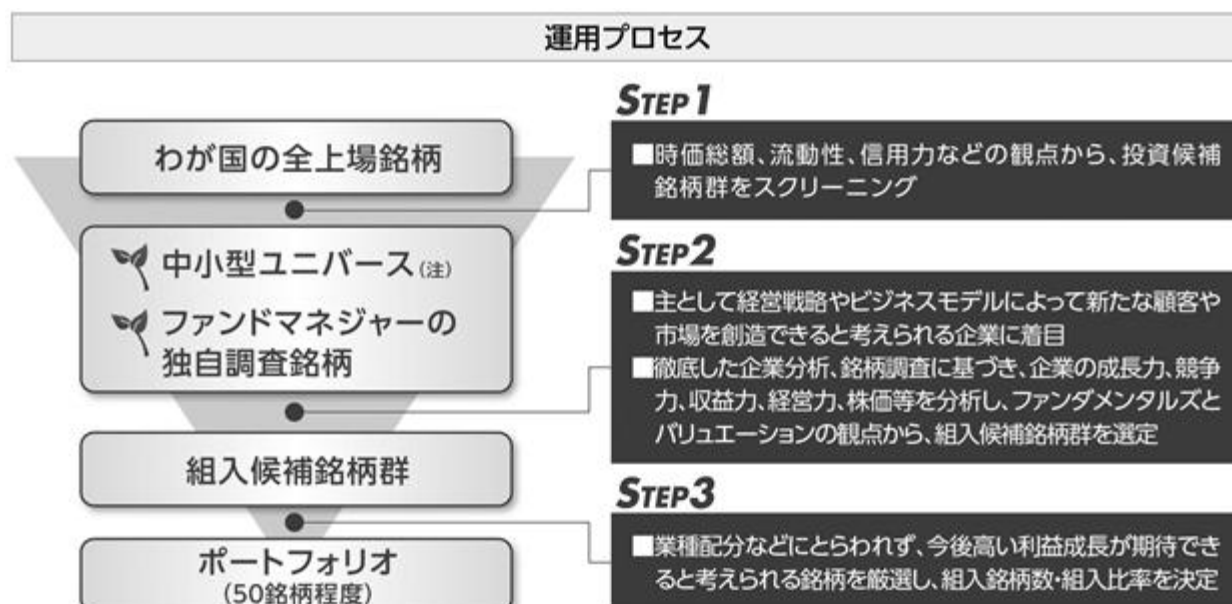 運用プロセス
わが国の全上場銘柄
中小型ユニバース(注)
ファンドマネジャーの
独自調査銘柄
組入候補銘柄群
ポートフォリオ
(50銘柄程度)
STEP1
■時価総額、流動性、信用力などの観点から、投資候補
銘柄群をスクリーニング
STEP2
■主として経営戦略やビジネスモデルによって新たな顧客や
市場を創造できると考えられる企業に着目
■徹底した企業分析、銘柄調査に基づき、企業の成長力、競争
力、収益力、経営力、株価等を分析し、ファンダメンタルズと
バリュエーションの観点から、組入候補銘柄群を選定
STEP3
■業種配分などにとらわれず、今後高い利益成長が期待でき
ると考えられる銘柄を厳選し、組入銘柄数・組入比率を決定